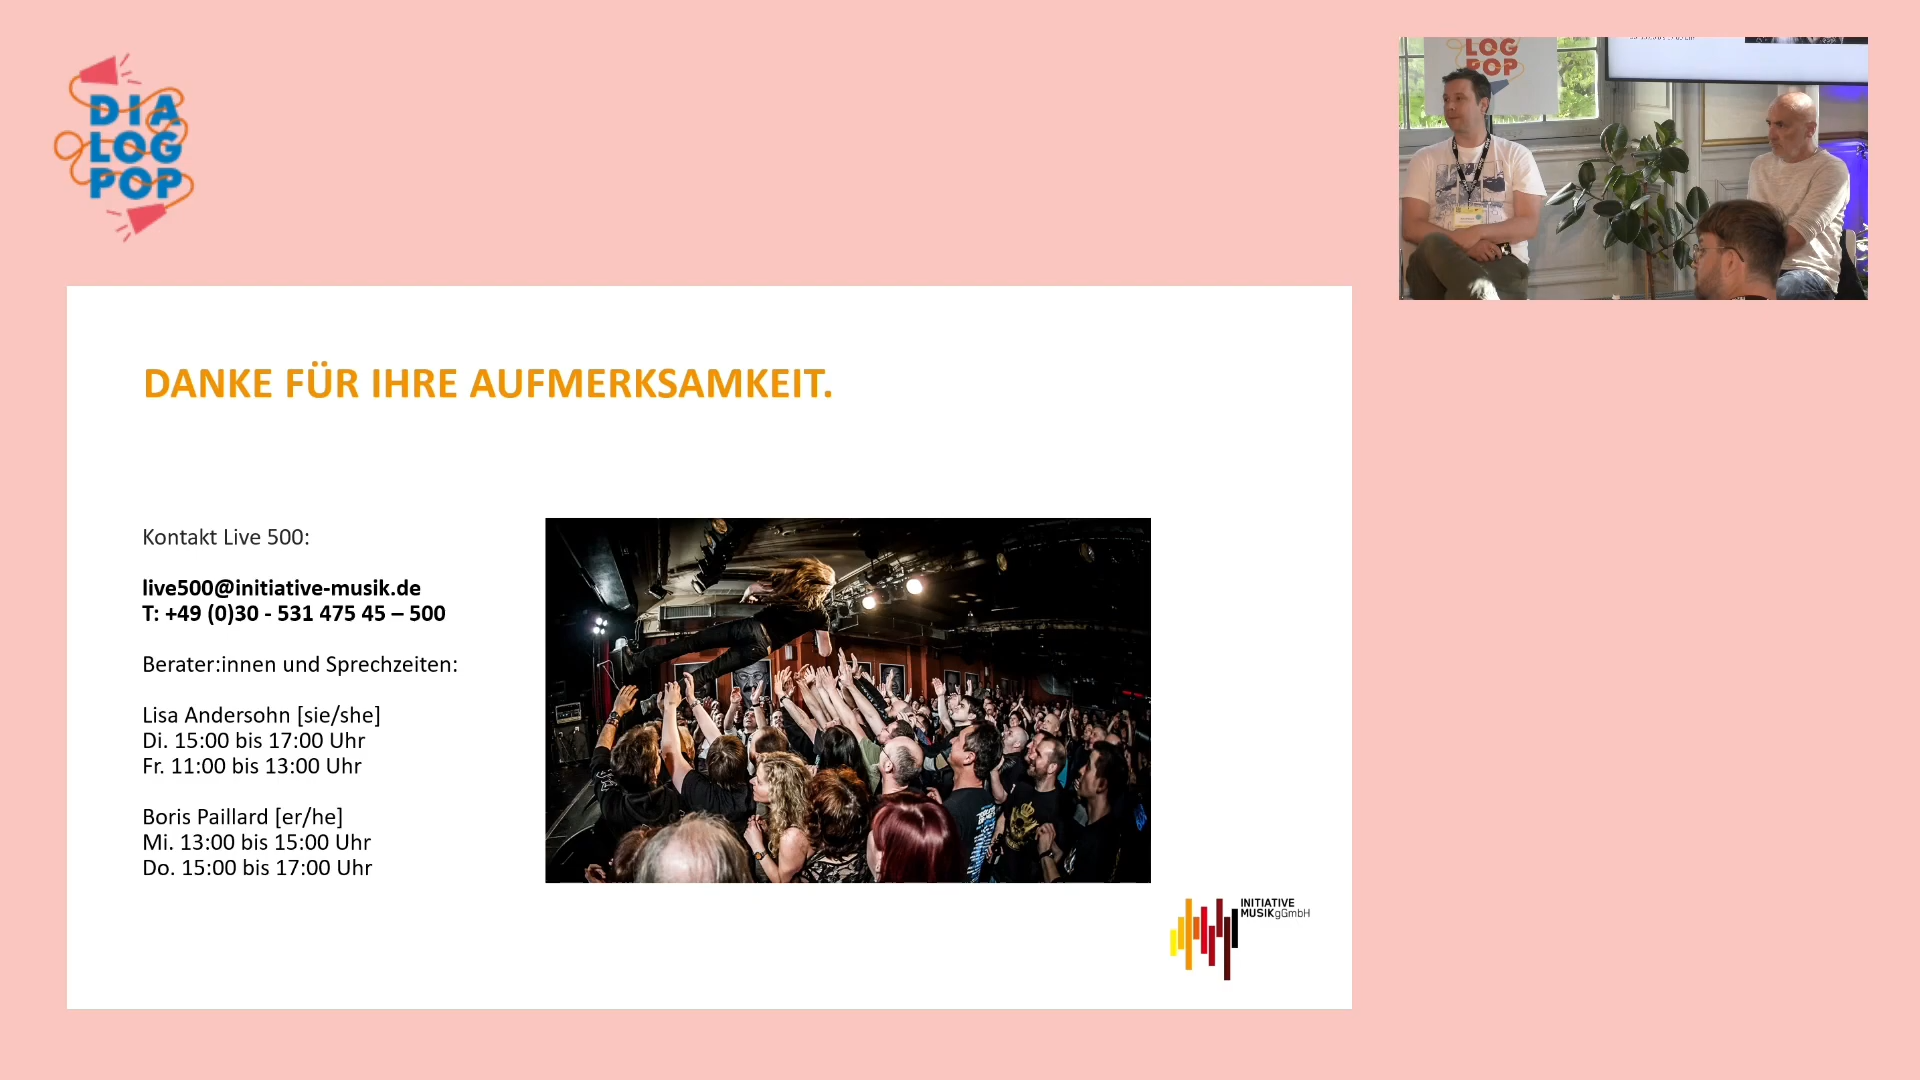 DIA
LOG
POP
LOG
POP
DANKE FÜR IHRE AUFMERKSAMKEIT.
Kontakt Live 500:
live500@initiative-musik.de
T: +49 (0)30 - 531 475 45 – 500
Berater:innen und Sprechzeiten:
Lisa Andersohn [sie/she]
Di. 15:00 bis 17:00 Uhr
Fr. 11:00 bis 13:00 Uhr
Boris Paillard [er/he]
Mi. 13:00 bis 15:00 Uhr
Do. 15:00 bis 17:00 Uhr
INITIATIVE
MUSIKgGmbH